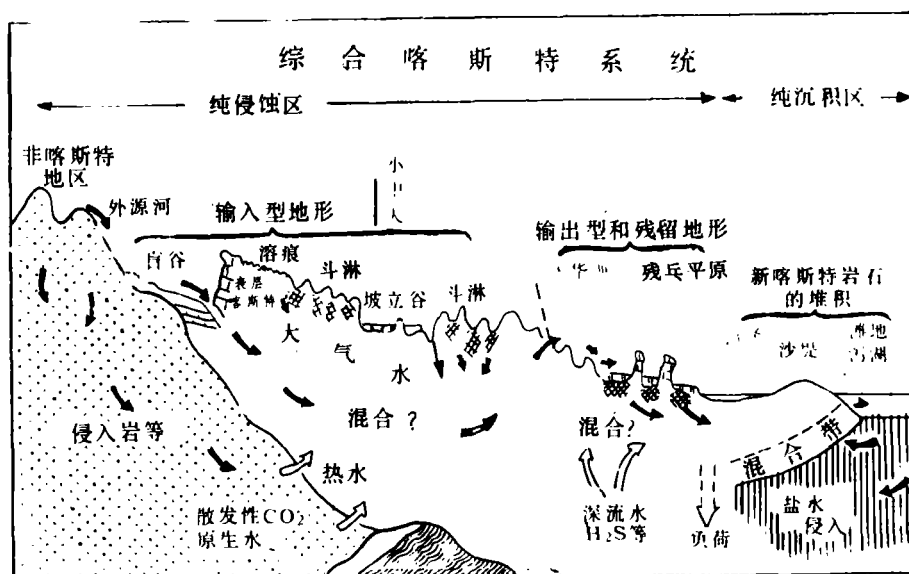 综合喀斯特系统
纯侵蚀区
纯沉积区
非喀斯特
地区
外源河
输入型地形
输出型和残留地形
新喀斯特岩石
的堆积
溶痕
斗淋
表层
喀斯特
坡立谷
斗淋
残丘平原
沙堤
大气水
混合？
混合？
侵入岩等
热水
散发性CO₂
原生水
深流水
H₂S等
负荷
混合带
盐水
侵入